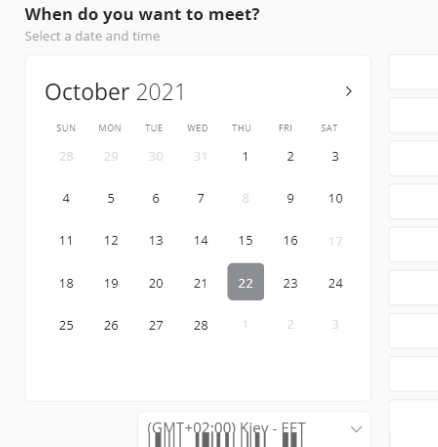 When do you want to meet?
Select a date and time
October 2021
SUN MON TUE WED THU FRI SAT
28 29 30 31 1 2 3
4 5 6 7 8 9 10
11 12 13 14 15 16 17
18 19 20 21 22 23 24
25 26 27 28 1 2 3
(GMT+02:00) Kiev - EET